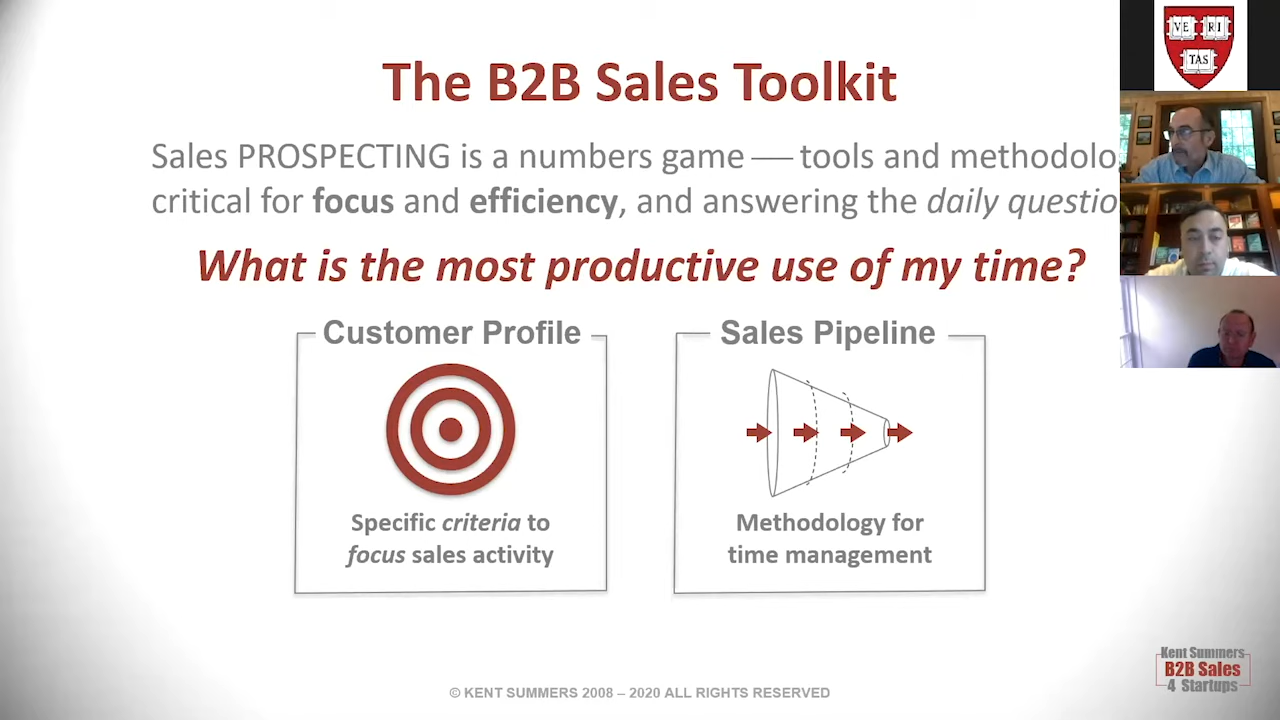 The B2B Sales Toolkit
Sales PROSPECTING is a numbers game — tools and
critical for focus and efficiency, and answering the daily
What is the most productive use of my time?
Customer Profile
Sales Pipeline
Specific criteria to
focus sales activity
Methodology for
time management
VE RI
TAS
Kent Summers
B2B Sales
4 Startups
© KENT SUMMERS 2008 – 2020 ALL RIGHTS RESERVED